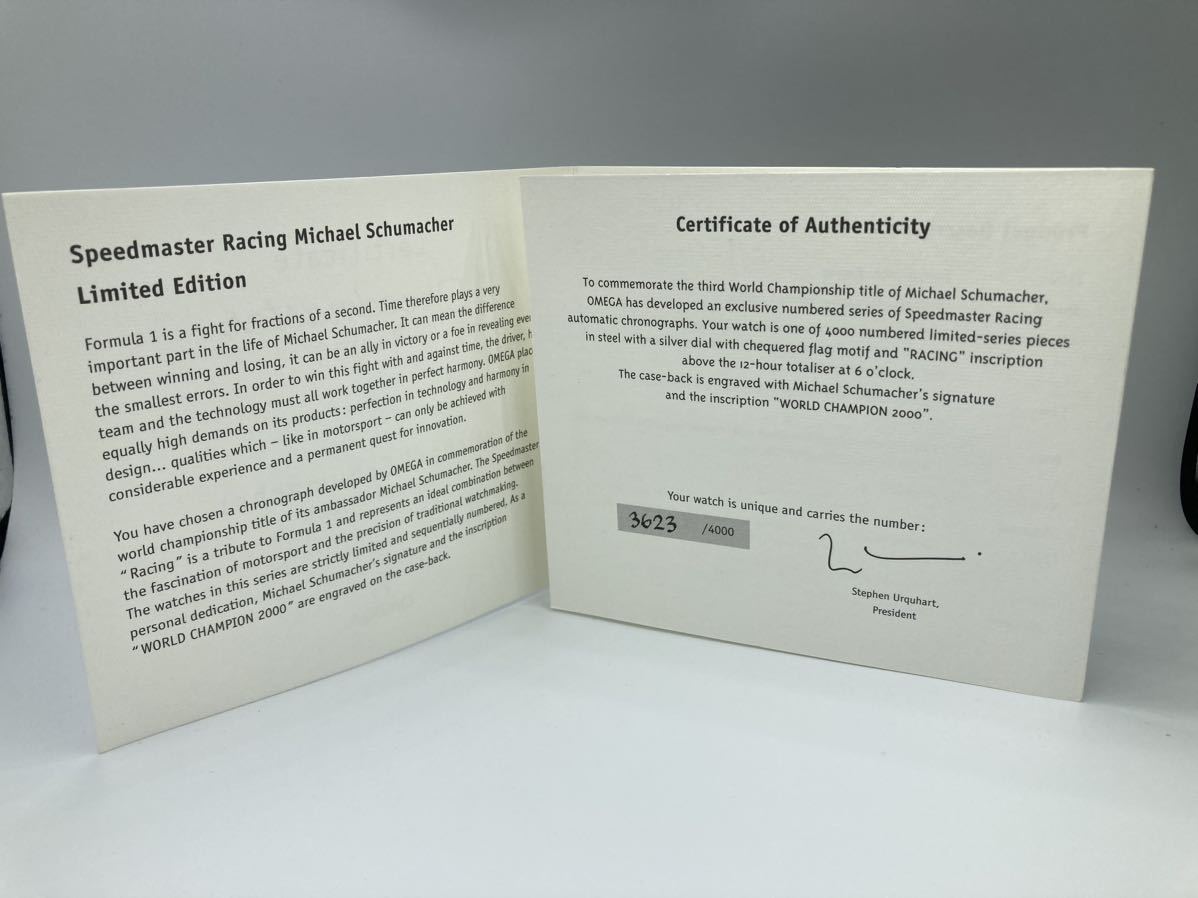 Speedmaster Racing Michael Schumacher
Limited Edition
Formula 1 is a fight for fractions of a second. Time therefore plays a very
important part in the life of Michael Schumacher. It can mean the difference
between winning and losing, it can be an ally in victory or a foe in revealing
the smallest errors. In order to win this fight with and against time, the driver,
team and the technology must all work together in perfect harmony. OMEGA
equally high demands on its products: perfection in technology and harmony in
design... qualities which – like in motorsport – can only be achieved with
considerable experience and a permanent quest for innovation.
You have chosen a chronograph developed by OMEGA in commemoration of the
world championship title of its ambassador Michael Schumacher. The Speedmaster
"Racing" is a tribute to Formula 1 and represents an ideal combination between
the fascination of motorsport and the precision of traditional watchmaking.
The watches in this series are strictly limited and sequentially numbered. As a
personal dedication, Michael Schumacher's signature and the inscription
"WORLD CHAMPION 2000" are engraved on the case-back.
Certificate of Authenticity
To commemorate the third World Championship title of Michael Schumacher,
OMEGA has developed an exclusive numbered series of Speedmaster Racing
automatic chronographs. Your watch is one of 4000 numbered limited-series pieces
in steel with a silver dial with chequered flag motif and "RACING" inscription
above the 12-hour totaliser at 6 o'clock.
The case-back is engraved with Michael Schumacher's signature
and the inscription "WORLD CHAMPION 2000".
Your watch is unique and carries the number:
3623 /4000
Stephen Urquhart,
President